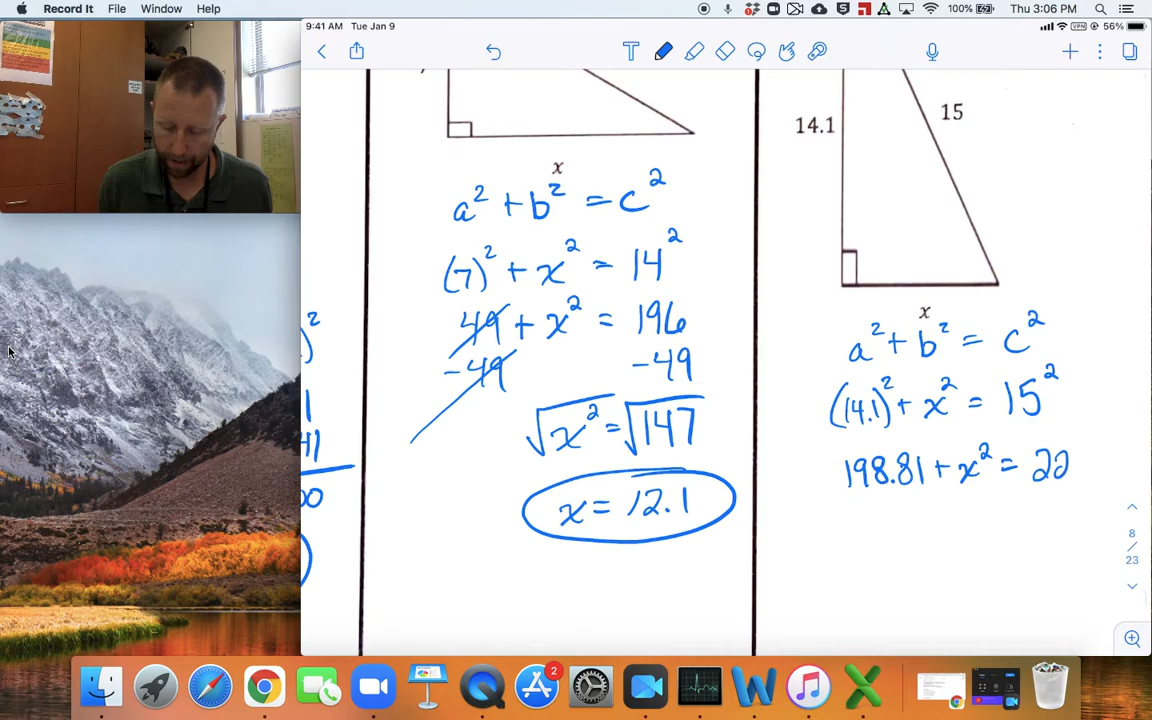 Record It File Window Help 100% Thu 3:06 PM
9:41 AM Tue Jan 9 VPN 56%
T
x
a² + b² = c²
(7)² + x² = 14²
49 + x² = 196
-49 -49
√x² = √147
x = 12.1
14.1
15
x
a² + b² = c²
(14.1)² + x² = 15²
198.81 + x² = 22
8
/
23
2